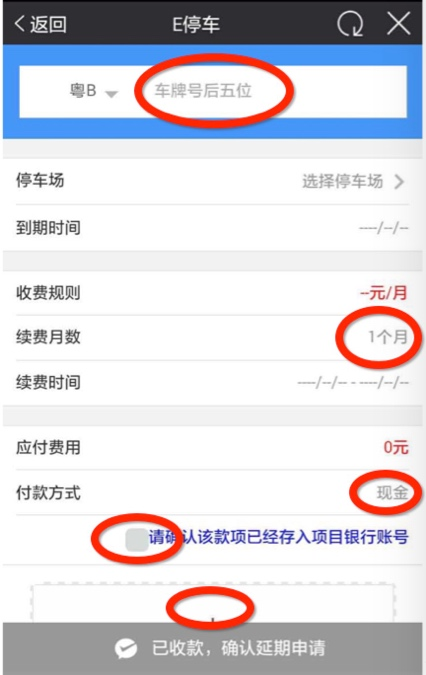 返回 E停车
粤B 车牌号后五位
停车场 选择停车场
到期时间 ----/--/--
收费规则 --元/月
续费月数 1个月
续费时间 ----/--/-- - ----/--/--
应付费用 0元
付款方式 现金
请确认该款项已经存入项目银行账号
已收款，确认延期申请